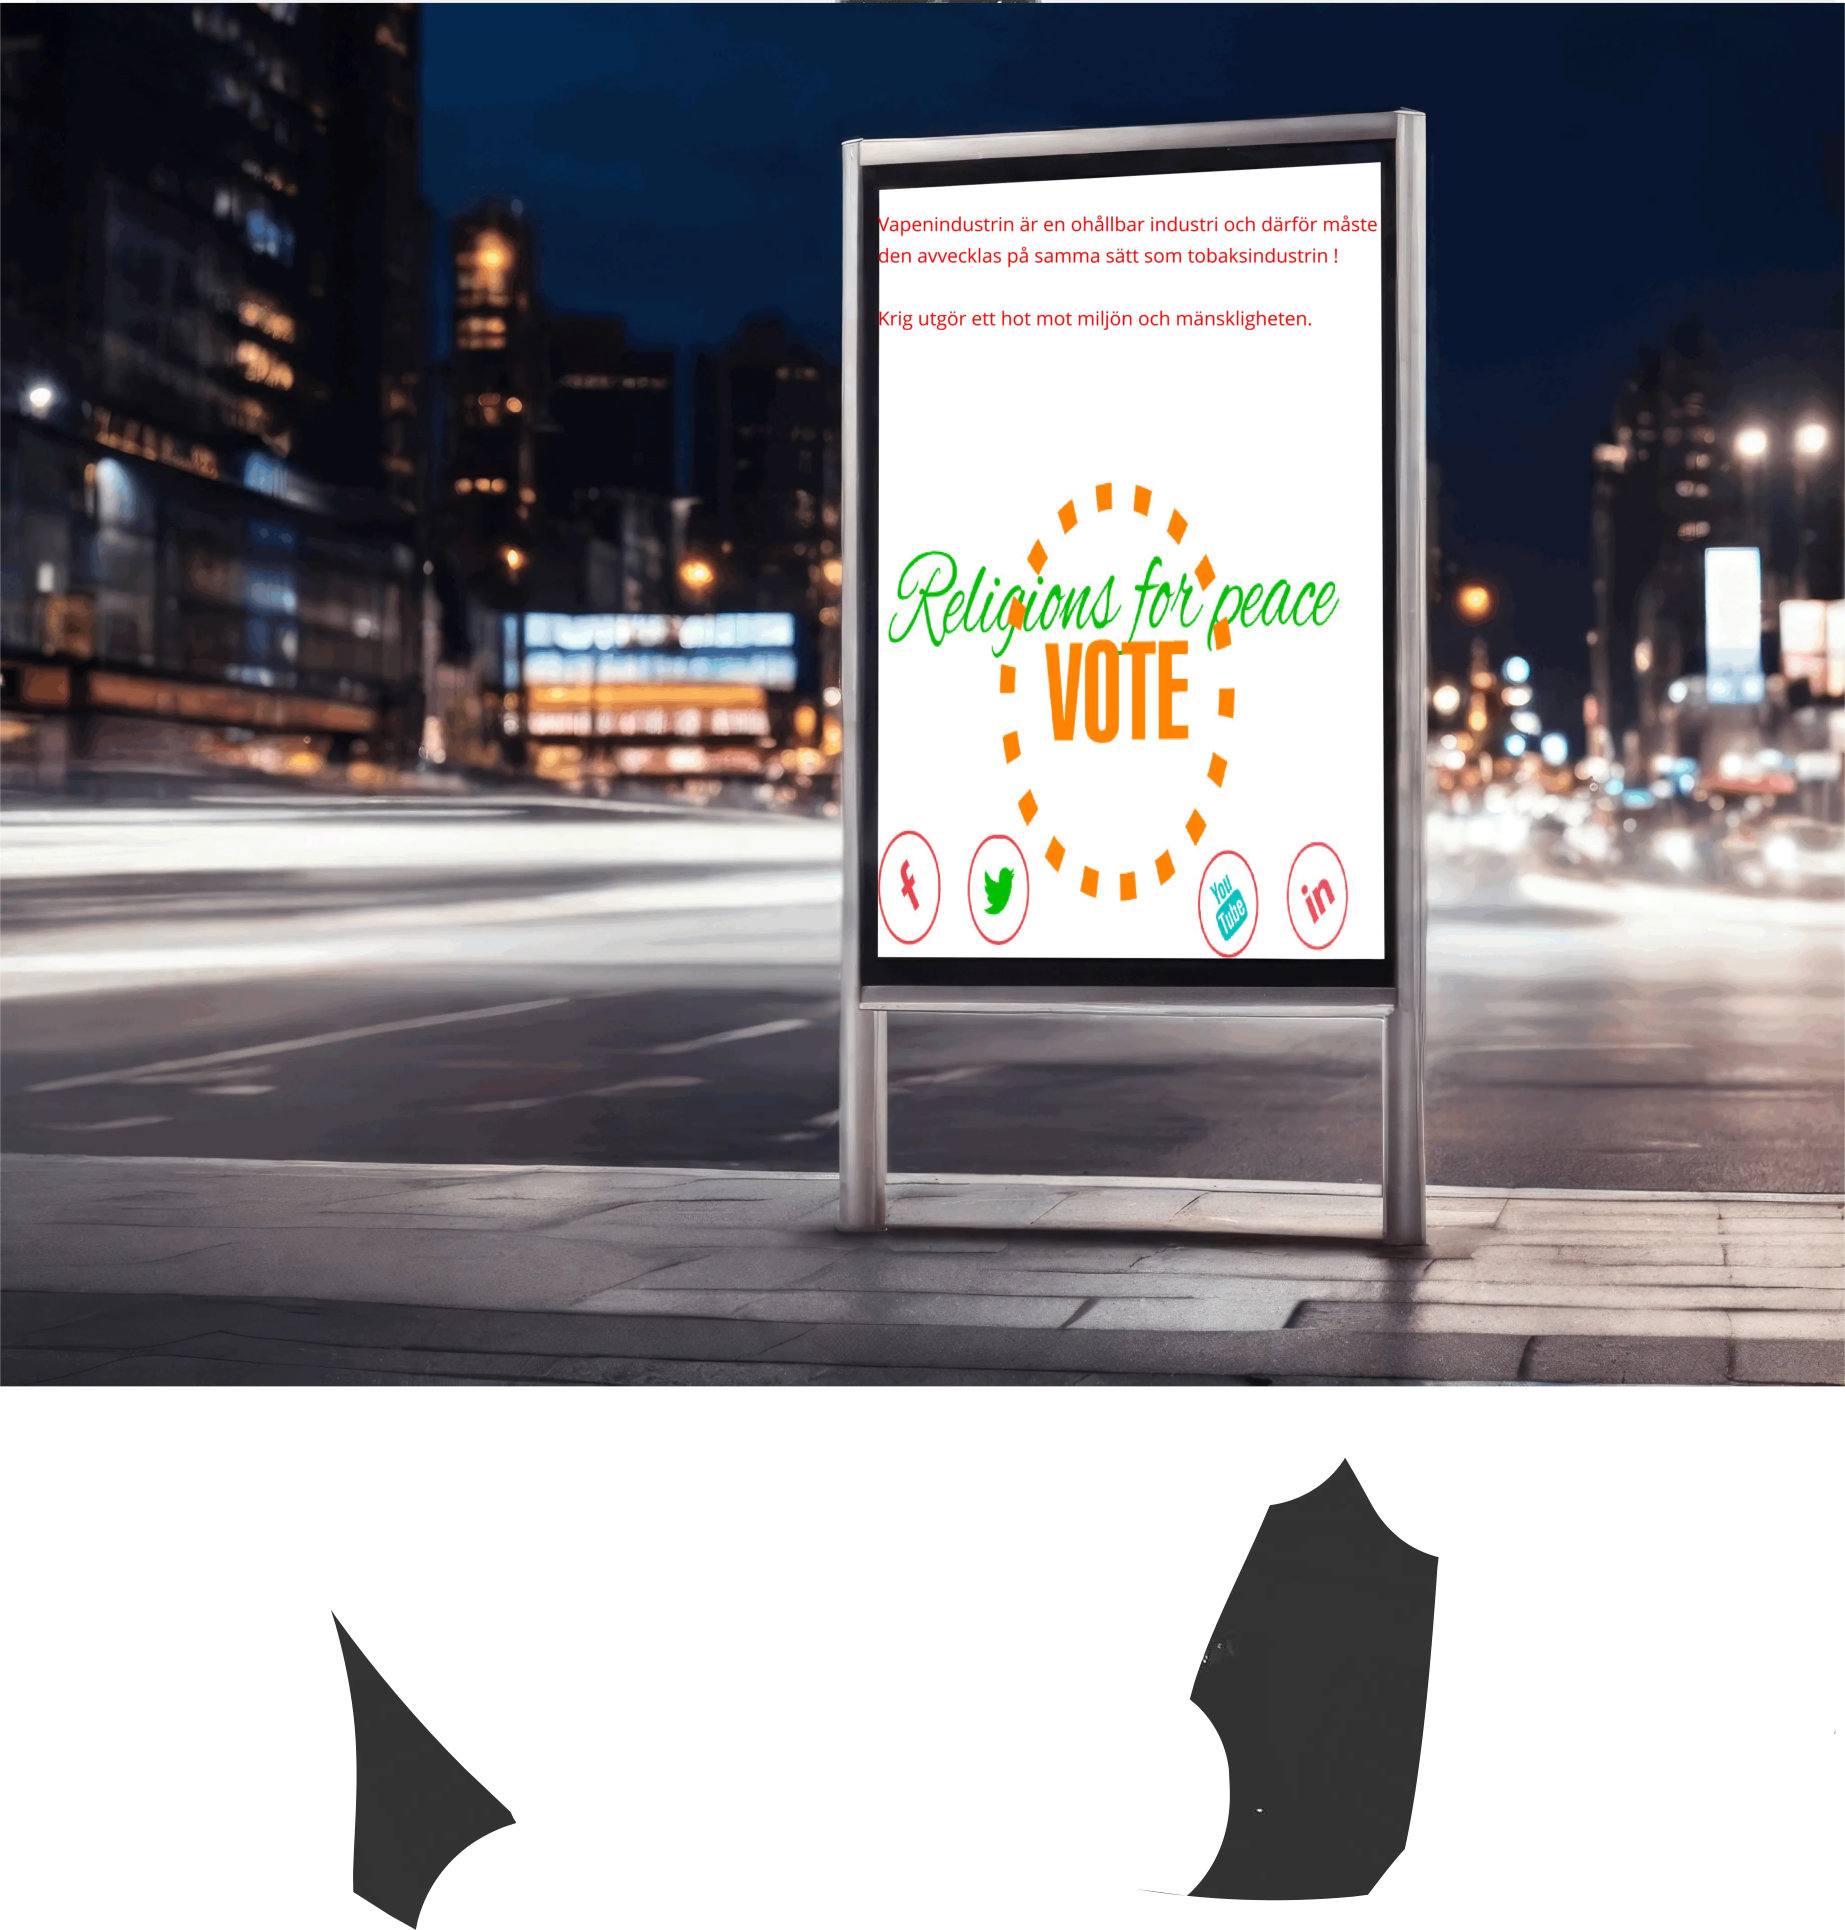 Vapenindustrin är en ohållbar industri och därför måste
den avvecklas på samma sätt som tobaksindustrin !
Krig utgör ett hot mot miljön och mänskligheten.
Religions for peace
VOTE
f
You
Tube
in